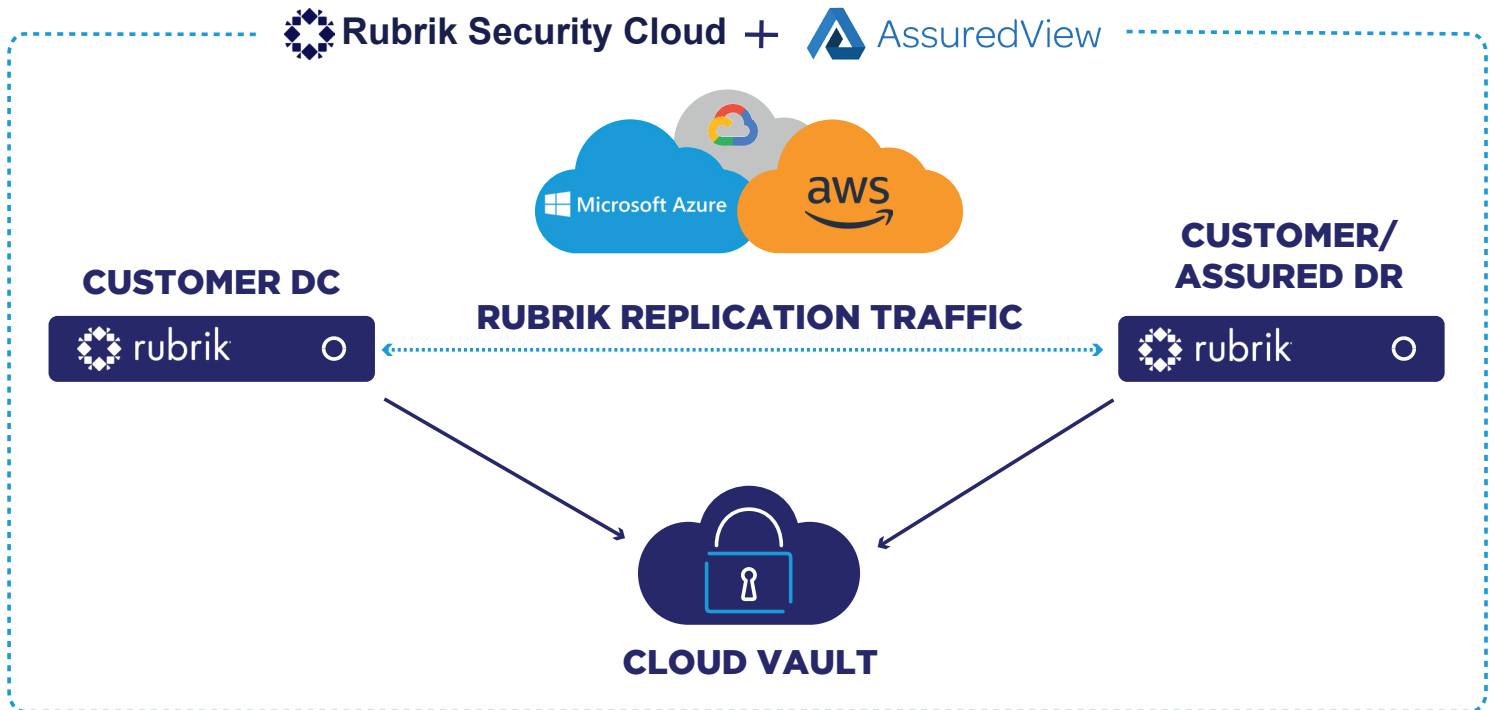 Rubrik Security Cloud + AssuredView
Microsoft Azure
aws
CUSTOMER DC
CUSTOMER/
ASSURED DR
RUBRIK REPLICATION TRAFFIC
rubrik
rubrik
CLOUD VAULT